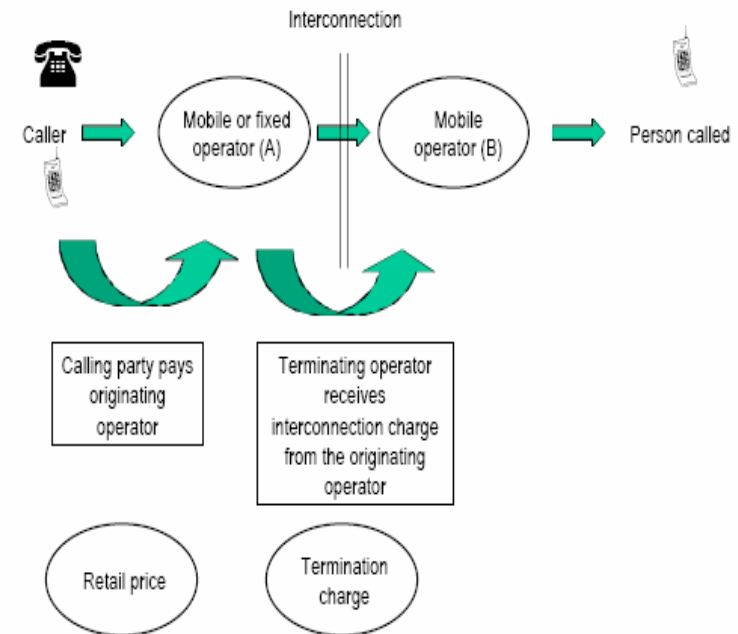 Interconnection
Caller
Mobile or fixed
operator (A)
Mobile
operator (B)
Person called
Calling party pays
originating
operator
Terminating operator
receives
interconnection charge
from the originating
operator
Retail price
Termination
charge